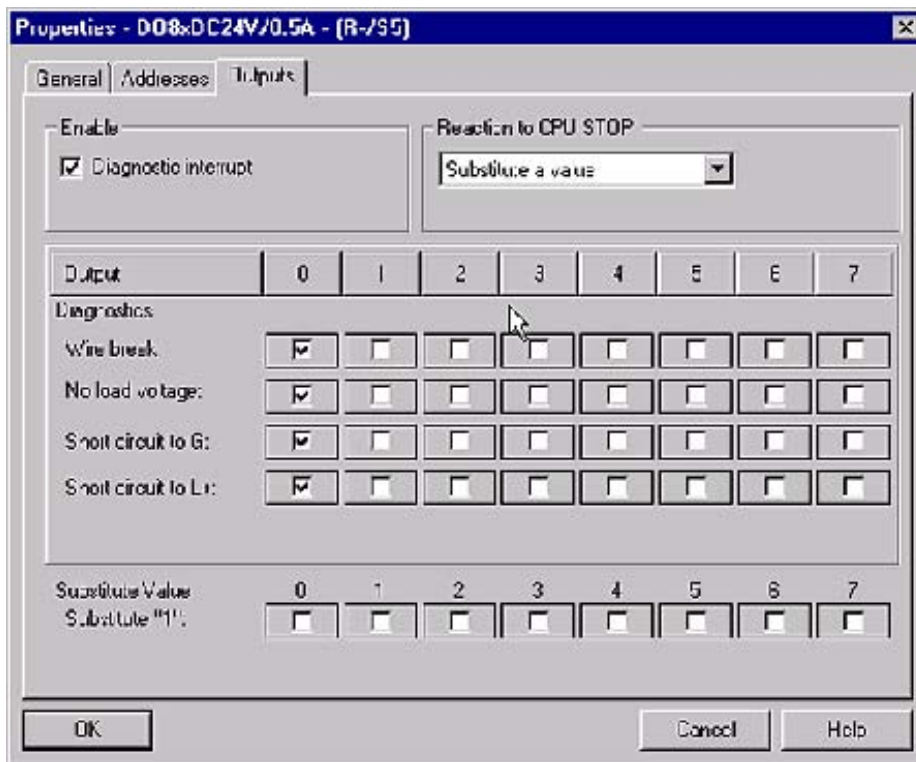 Properties - DO8xDC24V/0.5A - (R-/S5)
General Addresses Outputs
Enable
Diagnostic interrupt
Reaction to CPU STOP
Substitute a value
Output 0 1 2 3 4 5 6 7
Diagnostics
Wire break
No load voltage:
Short circuit to G:
Short circuit to L+:
Substitute Value 0 1 2 3 4 5 6 7
Substitute "1":
OK Cancel Help